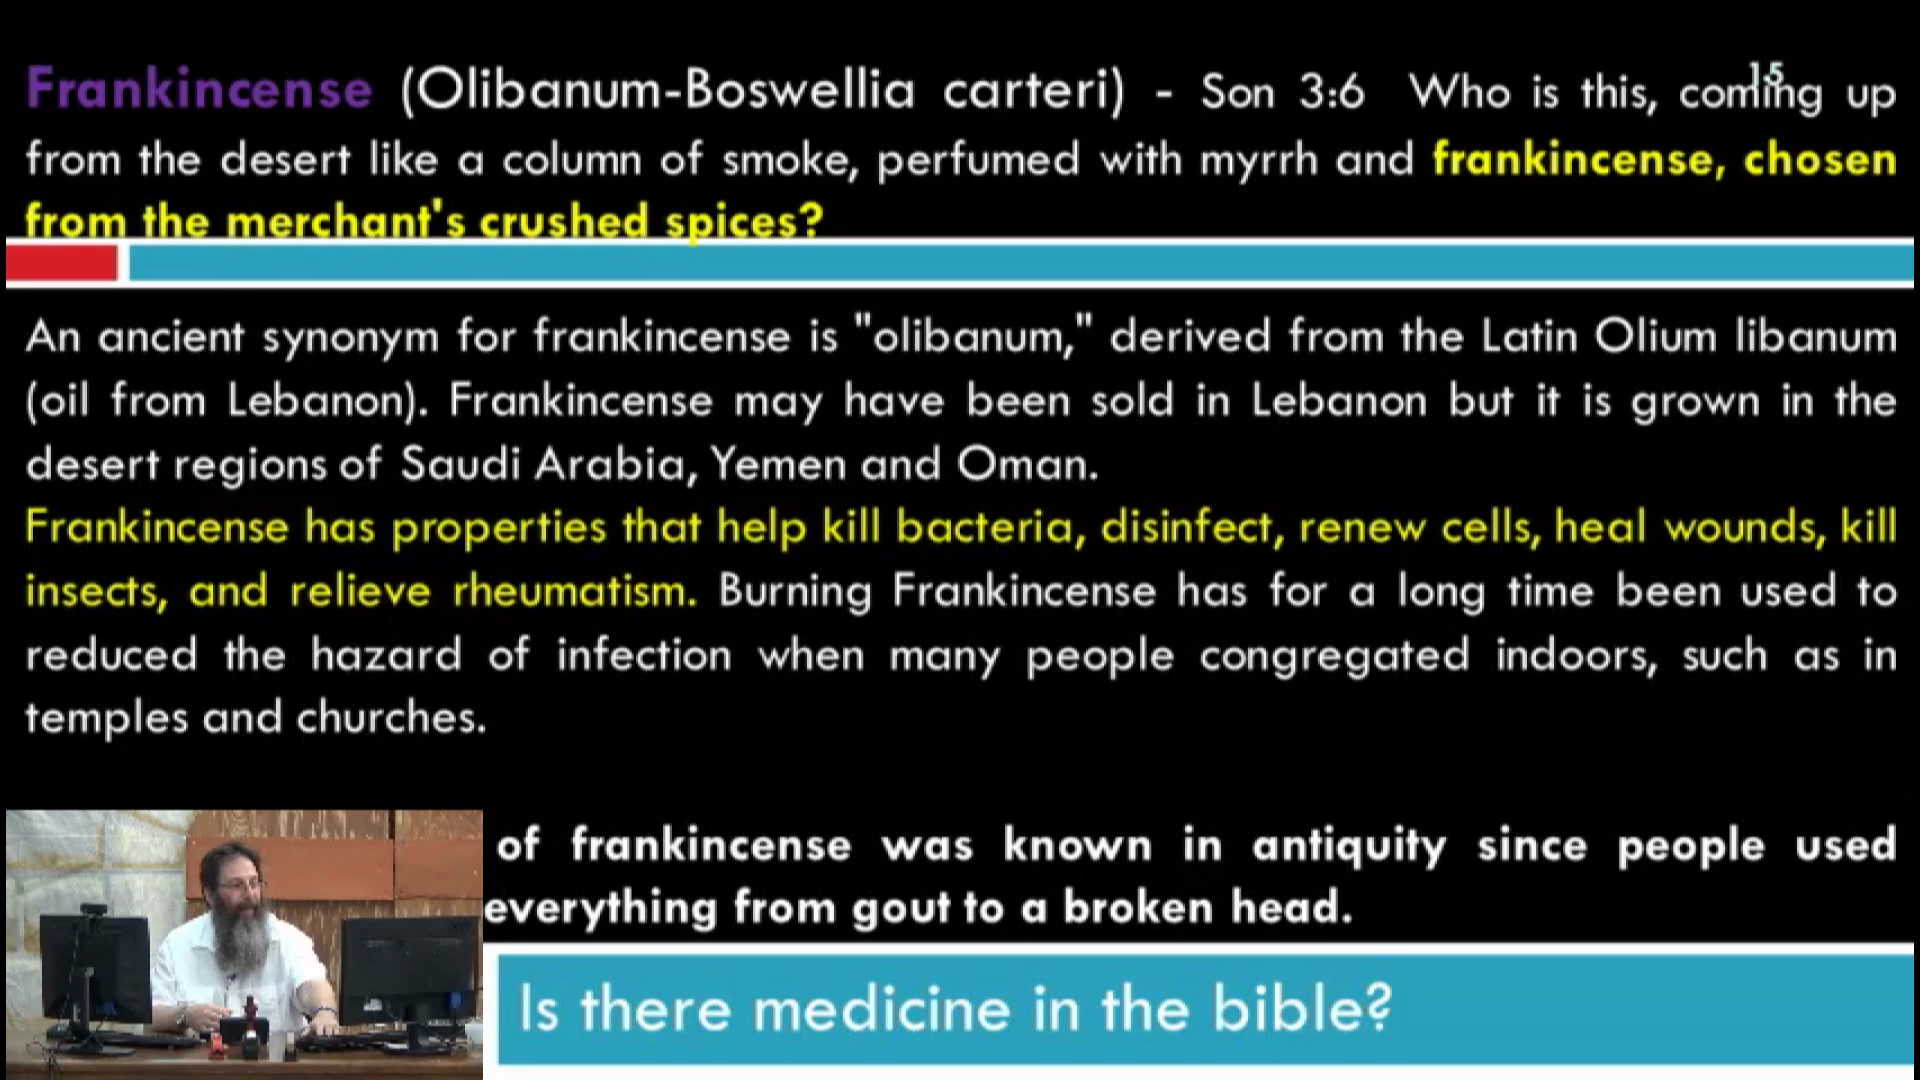 15
Frankincense (Olibanum-Boswellia carteri) - Son 3:6 Who is this, coming up
from the desert like a column of smoke, perfumed with myrrh and frankincense, chosen
from the merchant's crushed spices?
An ancient synonym for frankincense is "olibanum," derived from the Latin Olium libanum
(oil from Lebanon). Frankincense may have been sold in Lebanon but it is grown in the
desert regions of Saudi Arabia, Yemen and Oman.
Frankincense has properties that help kill bacteria, disinfect, renew cells, heal wounds, kill
insects, and relieve rheumatism. Burning Frankincense has for a long time been used to
reduced the hazard of infection when many people congregated indoors, such as in
temples and churches.
of frankincense was known in antiquity since people used
everything from gout to a broken head.
Is there medicine in the bible?